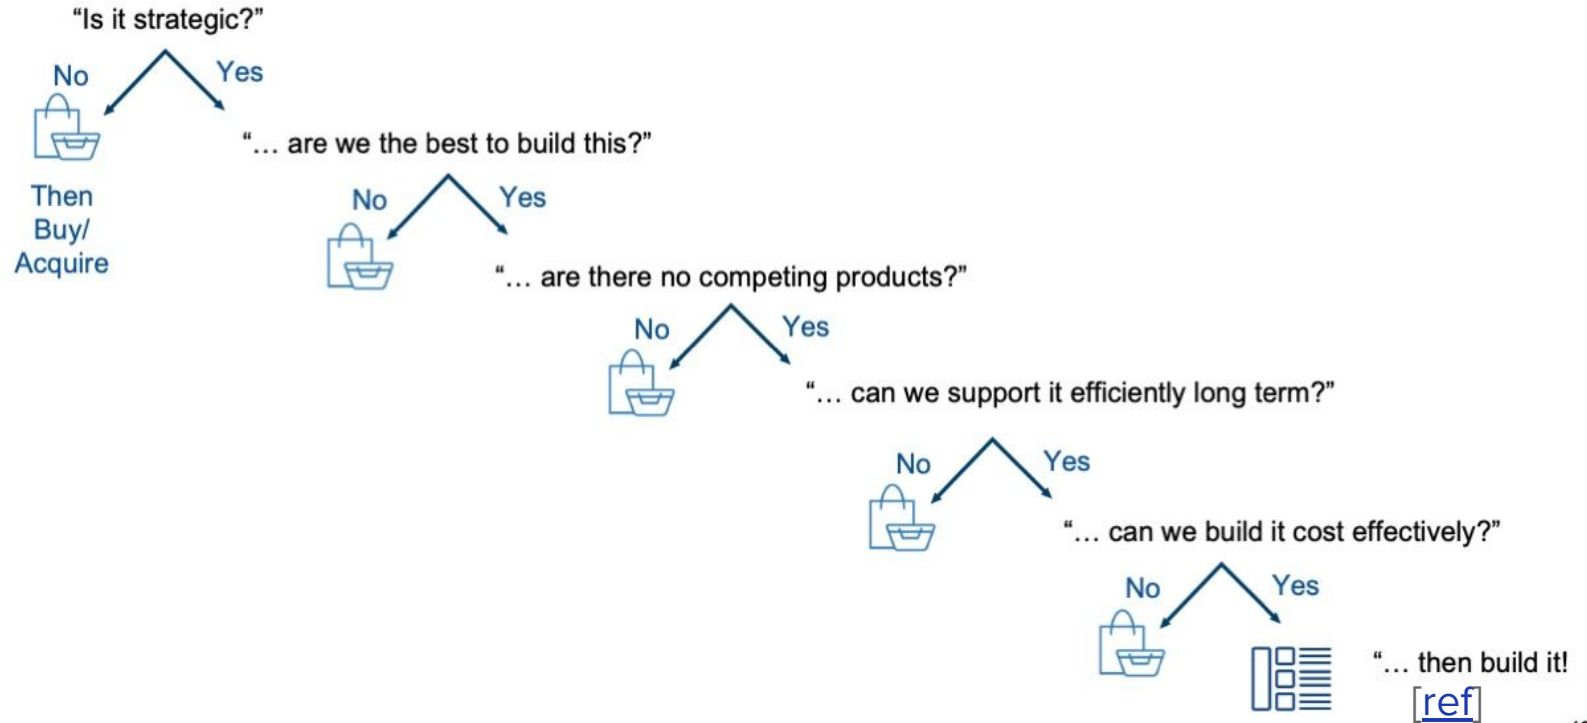 “Is it strategic?”
No
Yes
Then
Buy/
Acquire
“... are we the best to build this?”
No
Yes
“... are there no competing products?”
No
Yes
“... can we support it efficiently long term?”
No
Yes
“... can we build it cost effectively?”
No
Yes
“... then build it!
[ref]